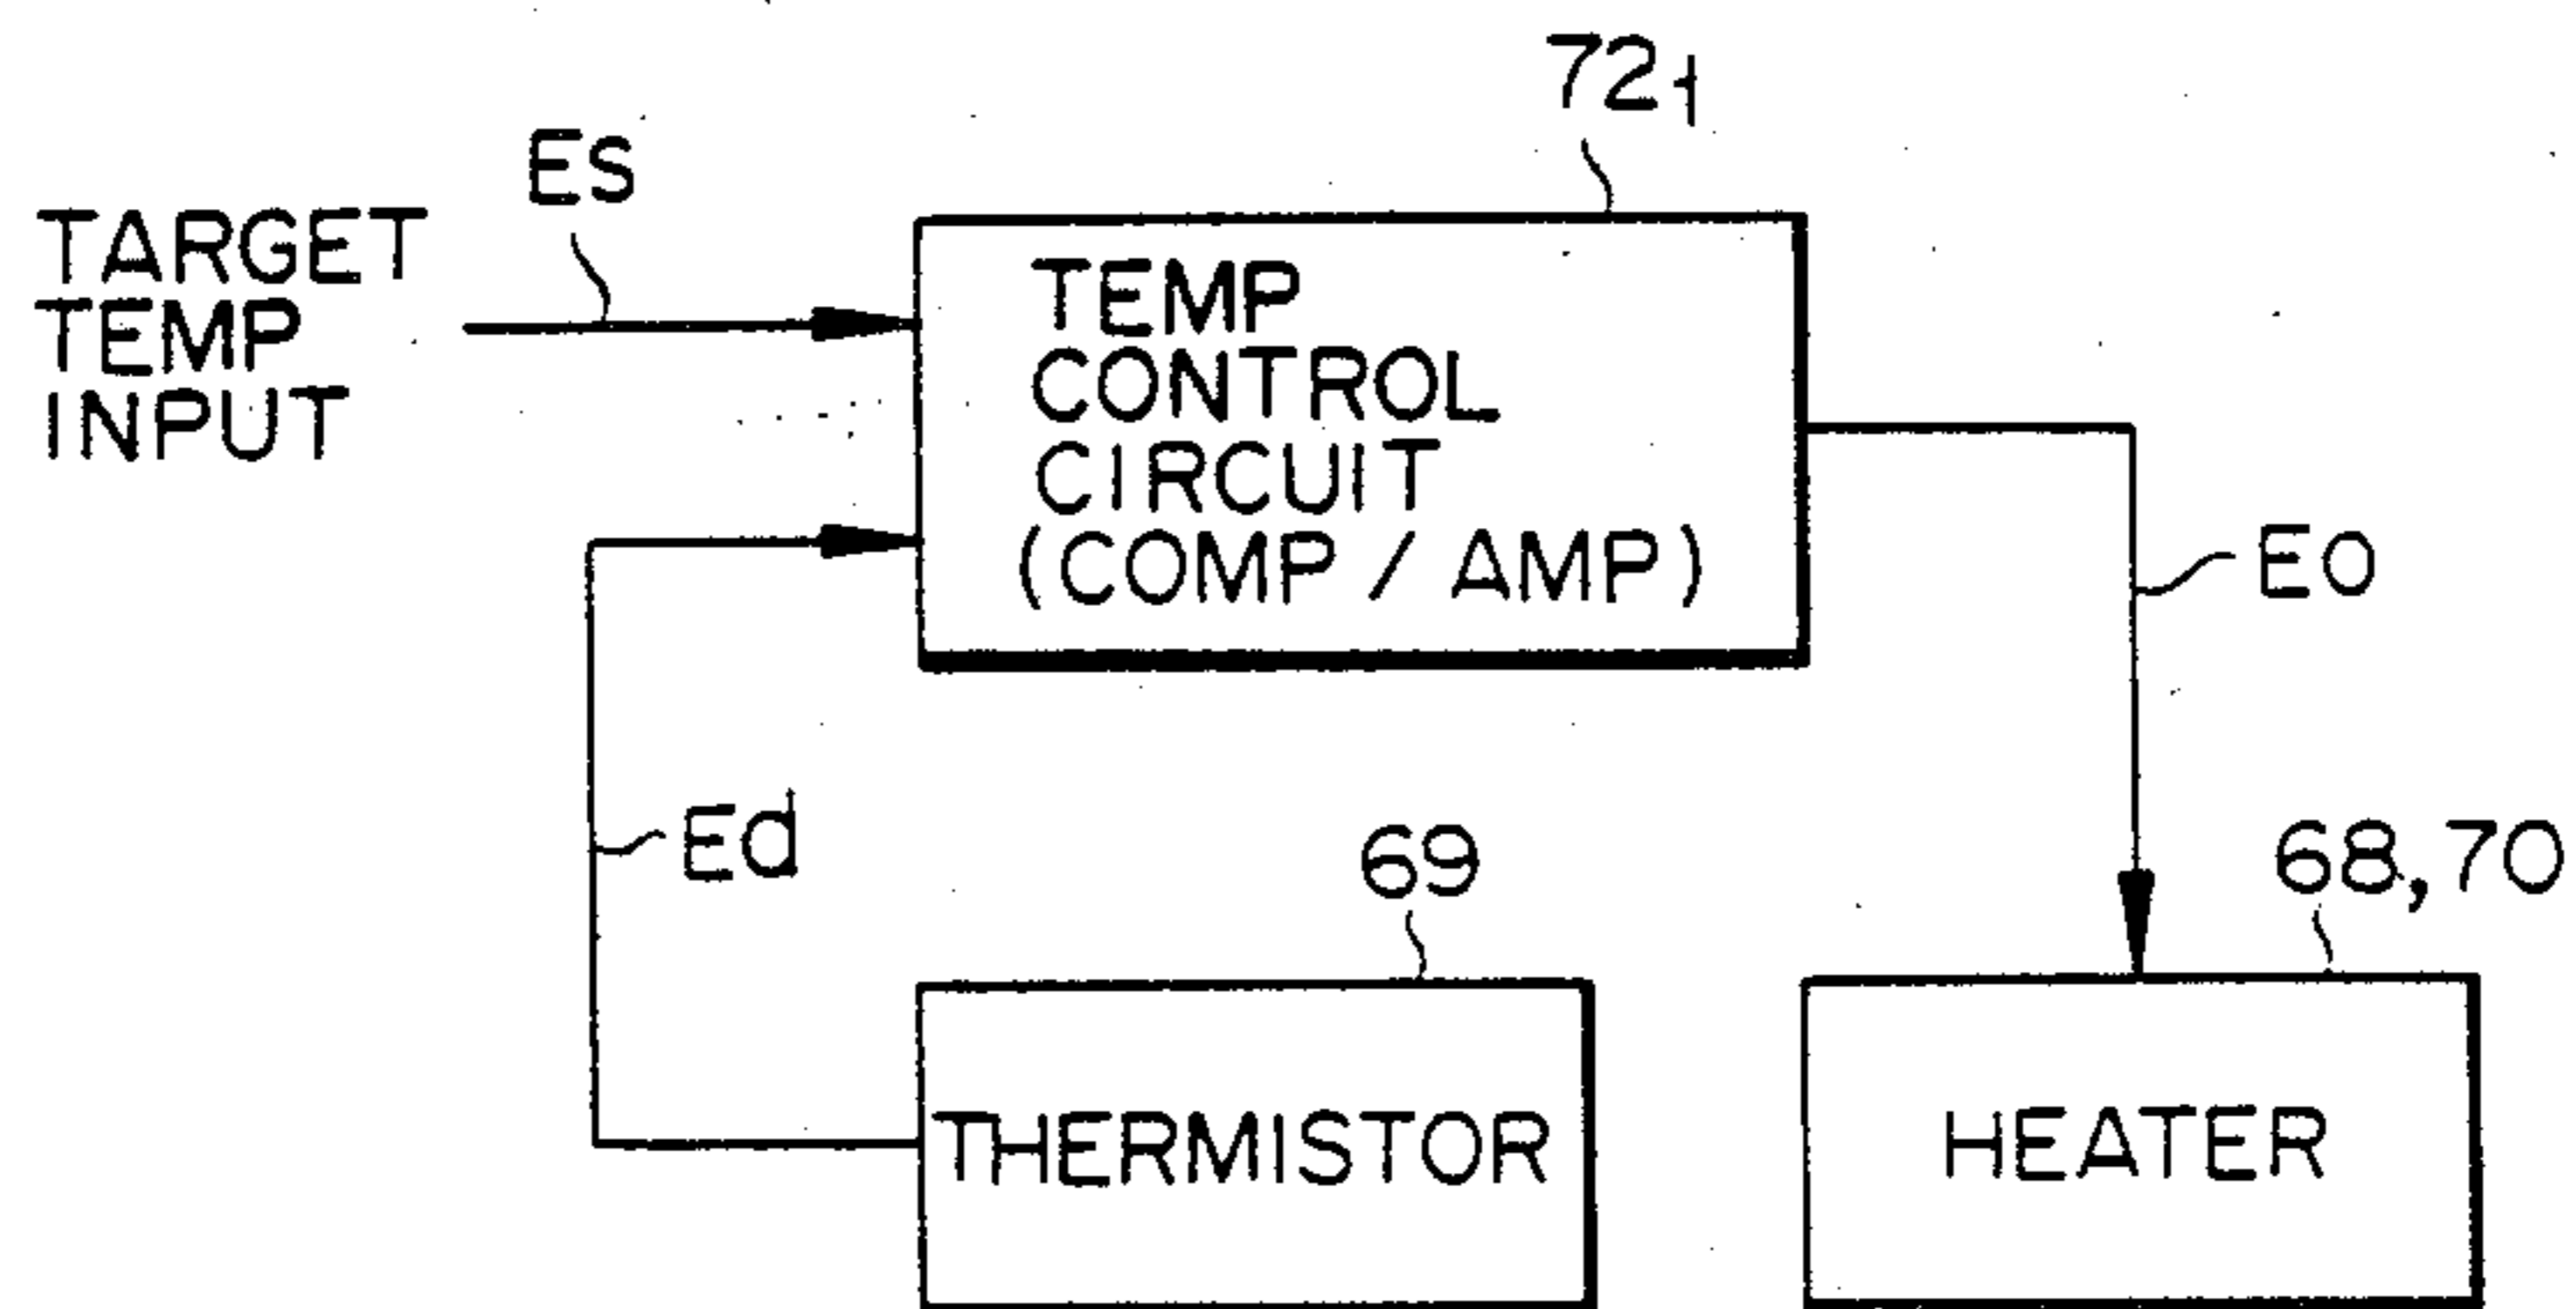 72₁
ES
TARGET
TEMP
INPUT
TEMP
CONTROL
CIRCUIT
(COMP / AMP)
EO
Ed
69
68,70
THERMISTOR
HEATER